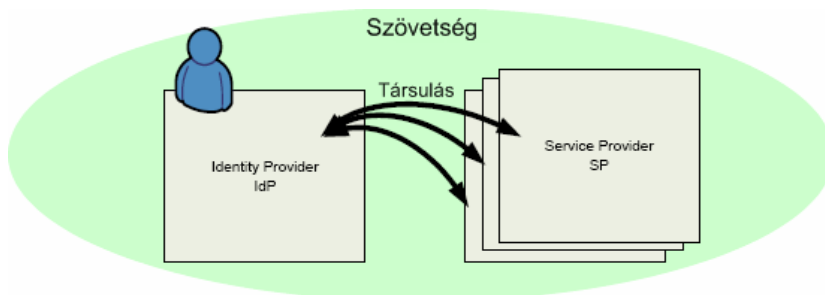 Szövetség
Társulás
Identity Provider
IdP
Service Provider
SP